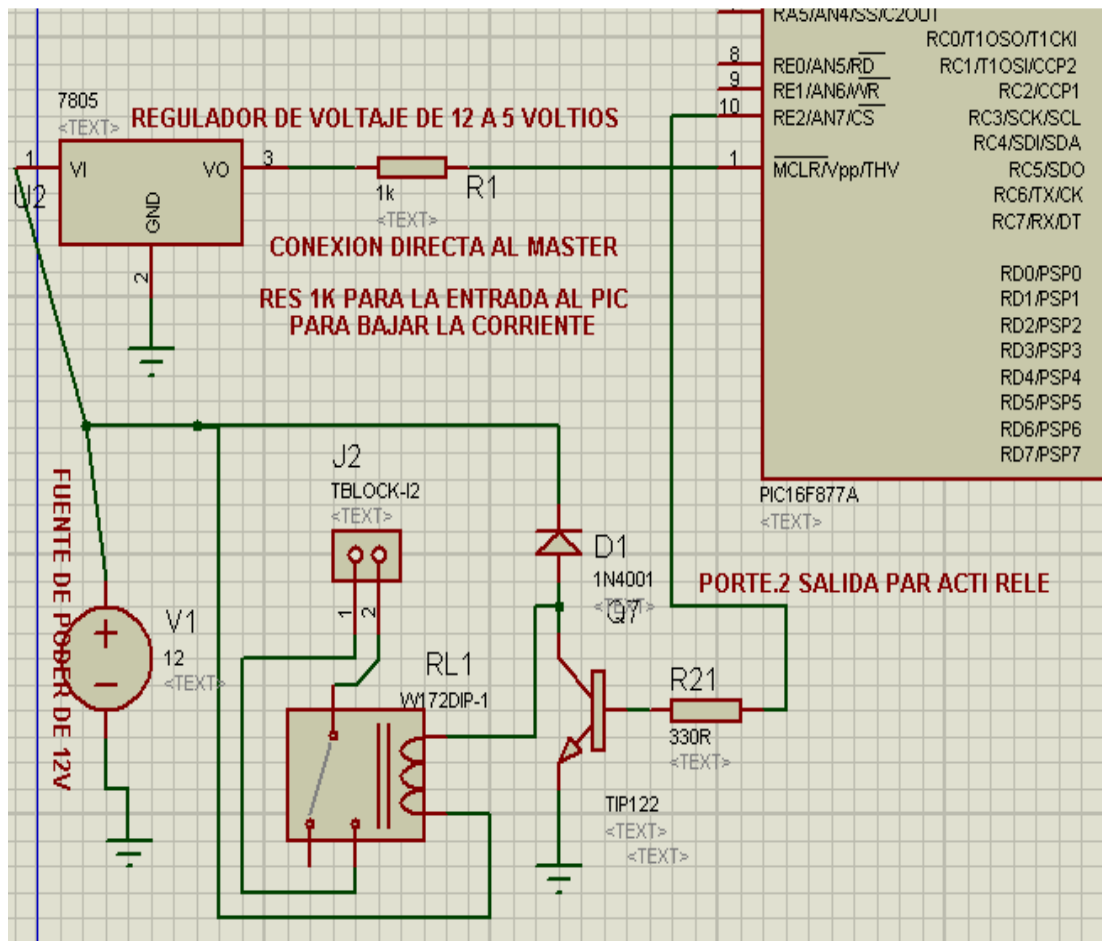 RA5/AN4/SS/C2OUT
RC0/T1OSO/T1CKI
8
RE0/AN5/RD
RC1/T1OSI/CCP2
9
RE1/AN6/WR
RC2/CCP1
10
RE2/AN7/CS
RC3/SCK/SCL
RC4/SDI/SDA
1
MCLR/Vpp/THV
RC5/SDO
RC6/TX/CK
RC7/RX/DT
RD0/PSP0
RD1/PSP1
RD2/PSP2
RD3/PSP3
RD4/PSP4
RD5/PSP5
RD6/PSP6
RD7/PSP7
PIC16F877A
<TEXT>
7805
<TEXT>
REGULADOR DE VOLTAJE DE 12 A 5 VOLTIOS
1
VI
VO
3
U2
GND
2
R1
1k
<TEXT>
CONEXION DIRECTA AL MASTER
RES 1K PARA LA ENTRADA AL PIC
PARA BAJAR LA CORRIENTE
J2
TBLOCK-I2
<TEXT>
1
2
D1
1N4001
<TEXT>
Q7
PORTE.2 SALIDA PAR ACTI RELE
FUENTE DE PODER DE 12V
V1
12
<TEXT>
RL1
W172DIP-1
R21
330R
<TEXT>
TIP122
<TEXT>
<TEXT>